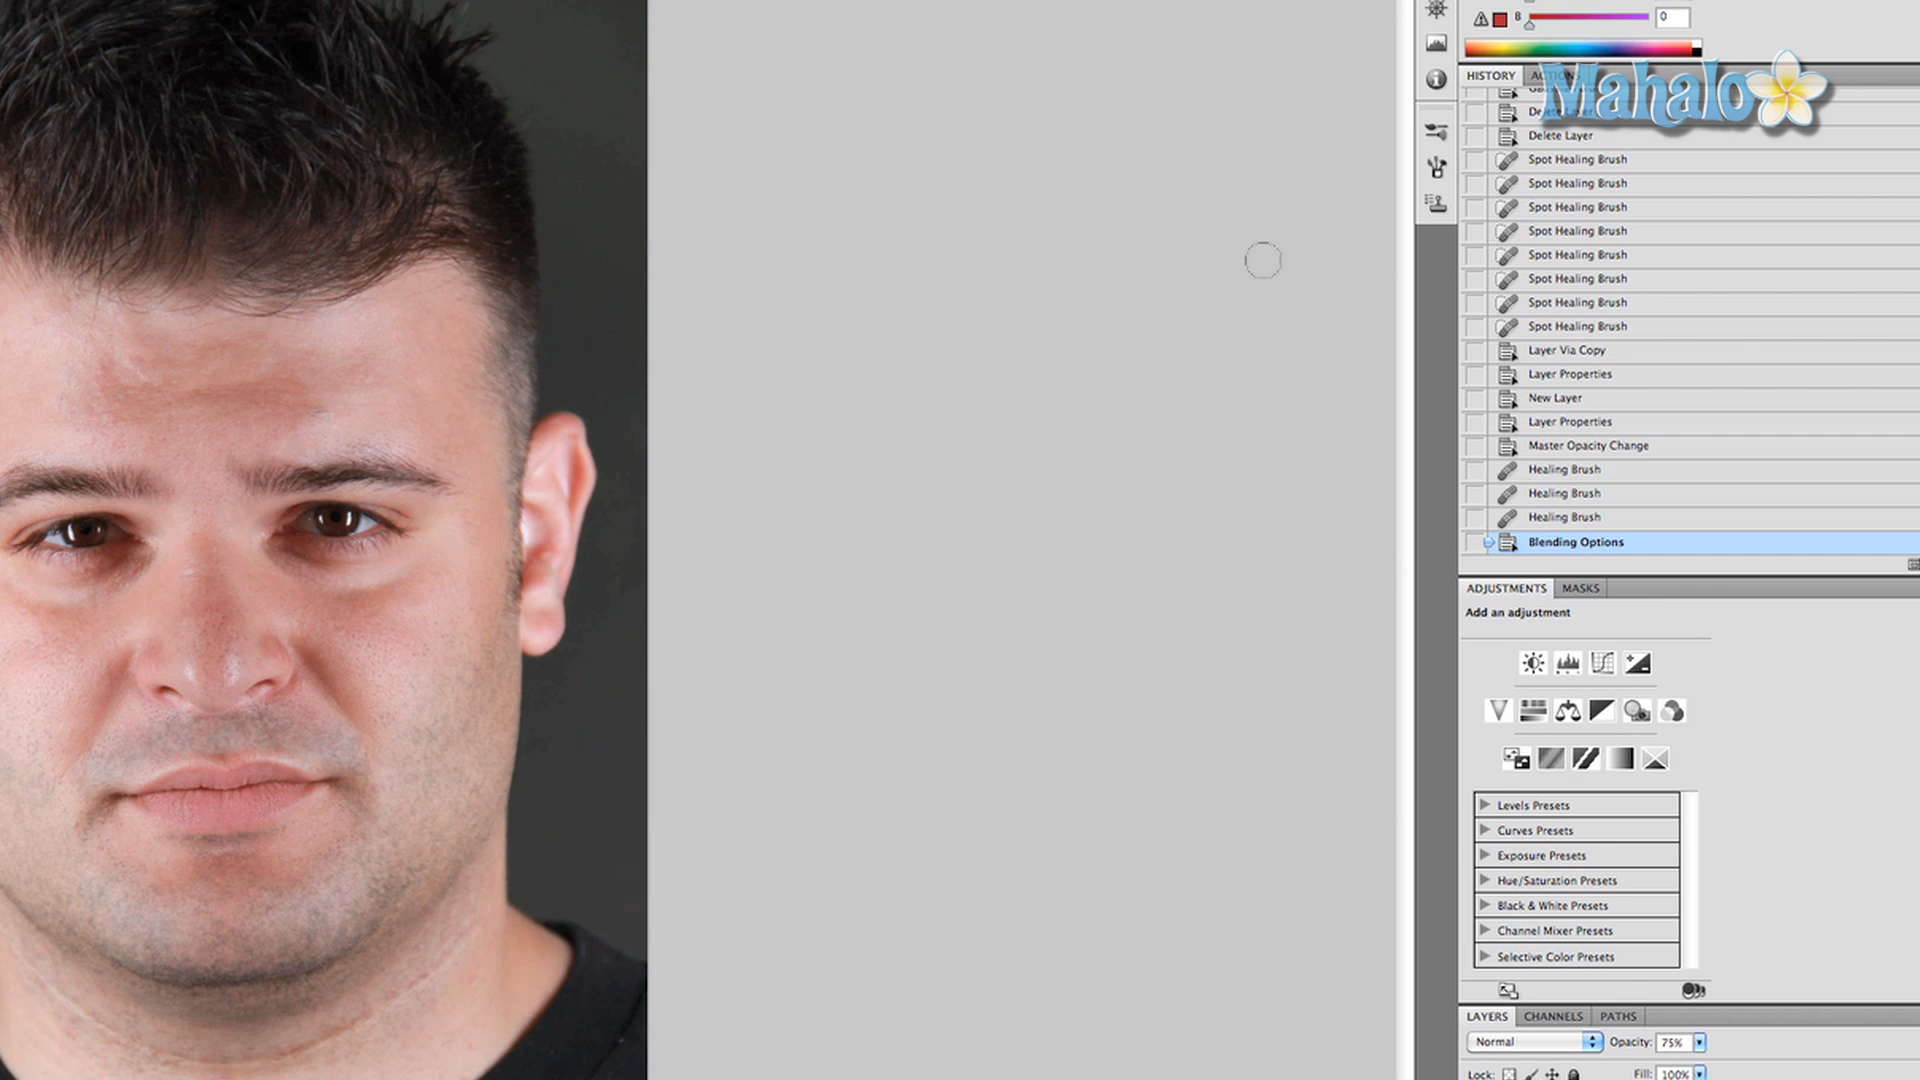 B
0
HISTORY
ACTIONS
Mahalo
Delete Layer
Delete Layer
Spot Healing Brush
Spot Healing Brush
Spot Healing Brush
Spot Healing Brush
Spot Healing Brush
Spot Healing Brush
Spot Healing Brush
Spot Healing Brush
Layer Via Copy
Layer Properties
New Layer
Layer Properties
Master Opacity Change
Healing Brush
Healing Brush
Healing Brush
Blending Options
ADJUSTMENTS MASKS
Add an adjustment
Levels Presets
Curves Presets
Exposure Presets
Hue/Saturation Presets
Black & White Presets
Channel Mixer Presets
Selective Color Presets
LAYERS CHANNELS PATHS
Normal Opacity: 75%
Lock: Fill: 100%